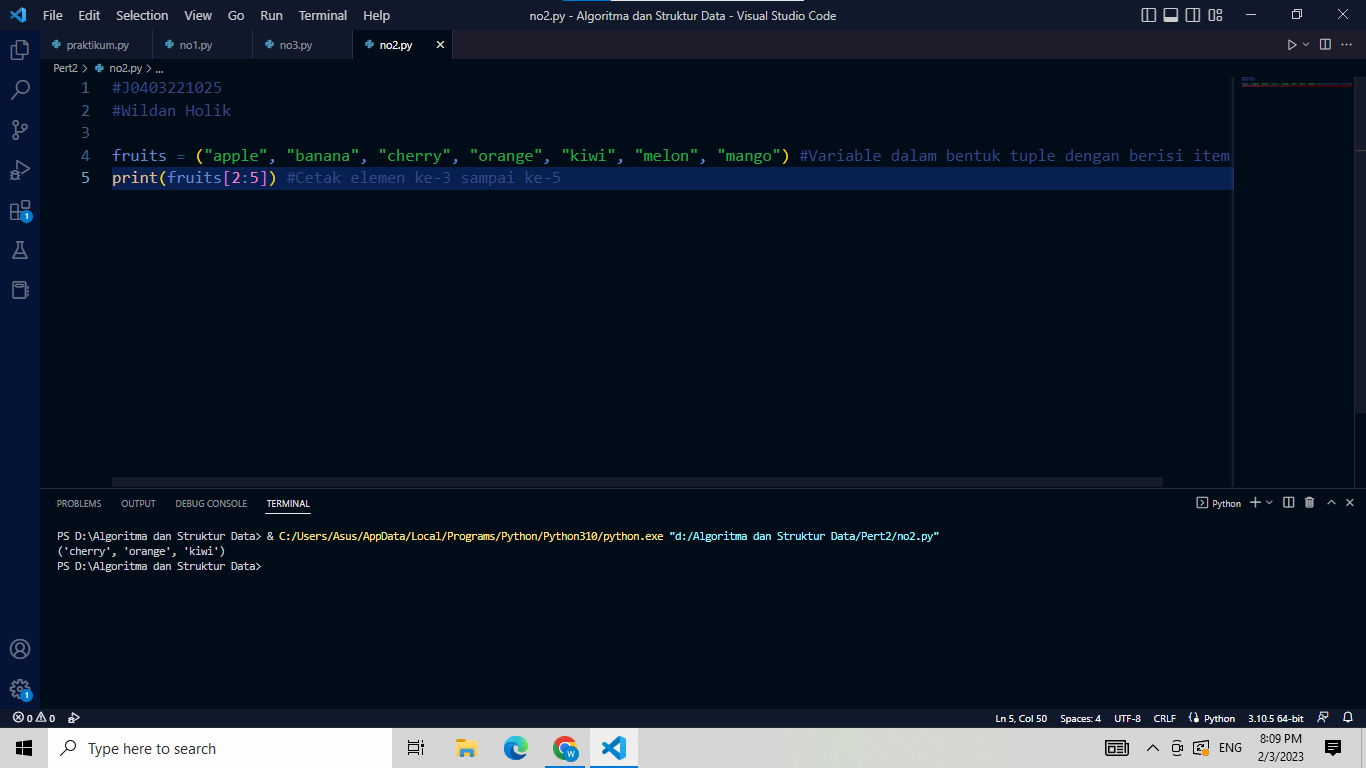 File Edit Selection View Go Run Terminal Help no2.py - Algoritma dan Struktur Data - Visual Studio Code
praktikum.py no1.py no3.py no2.py
Pert2 > no2.py > ...
1 #J0403221025
2 #Wildan Holik
3
4 fruits = ("apple", "banana", "cherry", "orange", "kiwi", "melon", "mango") #Variable dalam bentuk tuple dengan berisi item
5 print(fruits[2:5]) #Cetak elemen ke-3 sampai ke-5
1
PROBLEMS OUTPUT DEBUG CONSOLE TERMINAL Python
PS D:\Algoritma dan Struktur Data> & C:/Users/Asus/AppData/Local/Programs/Python/Python310/python.exe "d:/Algoritma dan Struktur Data/Pert2/no2.py"
('cherry', 'orange', 'kiwi')
PS D:\Algoritma dan Struktur Data>
1
0 0 Ln 5, Col 50 Spaces: 4 UTF-8 CRLF Python 3.10.5 64-bit
Type here to search W ENG 8:09 PM
2/3/2023